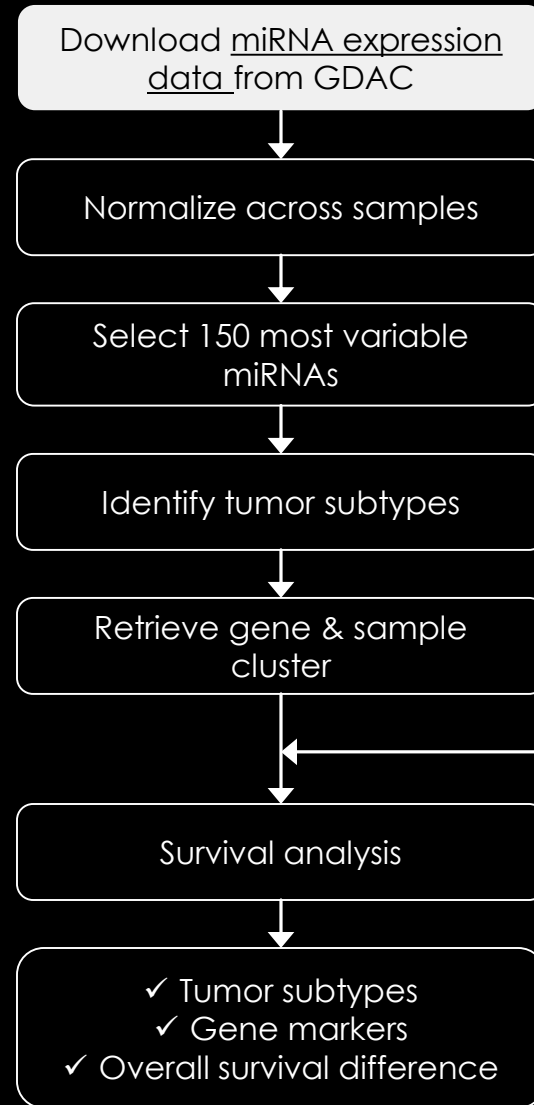 Download miRNA expression
data from GDAC
Normalize across samples
Select 150 most variable
miRNAs
Identify tumor subtypes
Retrieve gene & sample
cluster
Survival analysis
✓ Tumor subtypes
✓ Gene markers
✓ Overall survival difference